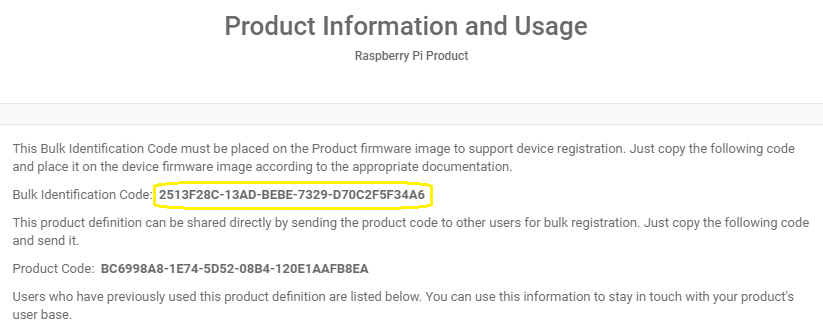 Product Information and Usage
Raspberry Pi Product
This Bulk Identification Code must be placed on the Product firmware image to support device registration. Just copy the following code
and place it on the device firmware image according to the appropriate documentation.
Bulk Identification Code: 2513F28C-13AD-BEBE-7329-D70C2F5F34A6
This product definition can be shared directly by sending the product code to other users for bulk registration. Just copy the following code
and send it.
Product Code: BC6998A8-1E74-5D52-08B4-120E1AAFB8EA
Users who have previously used this product definition are listed below. You can use this information to stay in touch with your product's
user base.